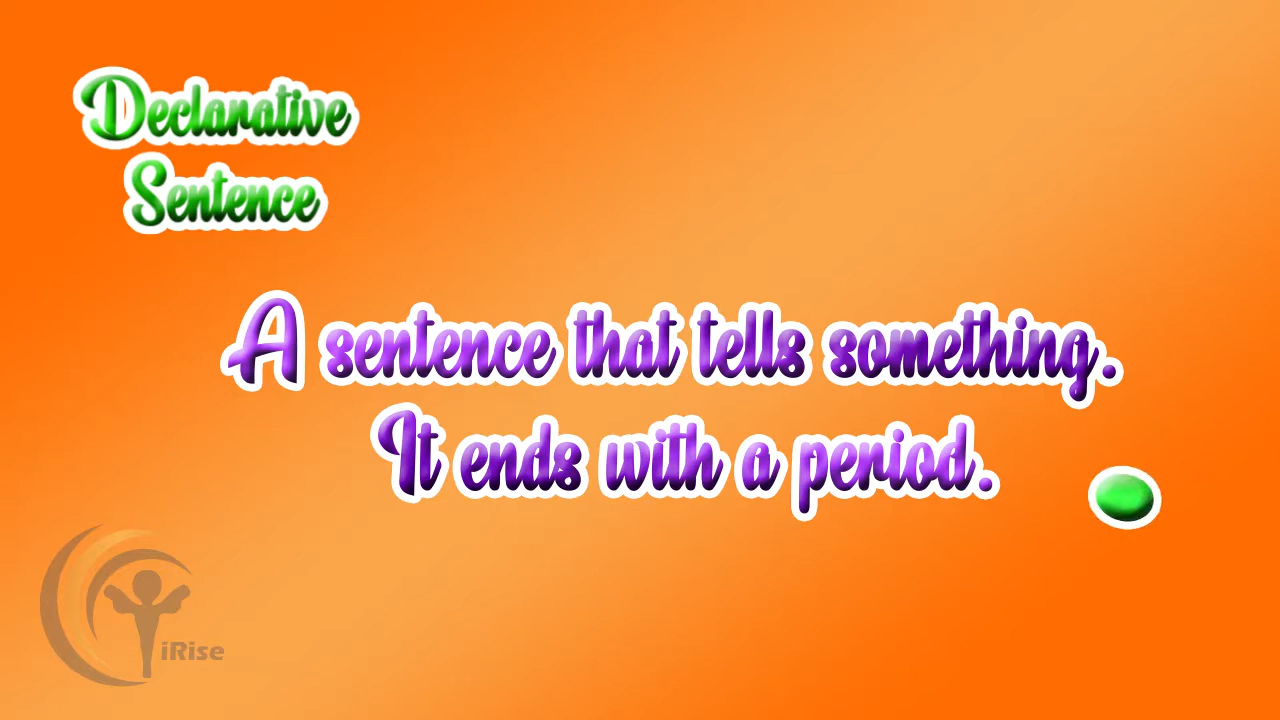 Declarative
Sentence
A sentence that tells something.
It ends with a period.
iRise